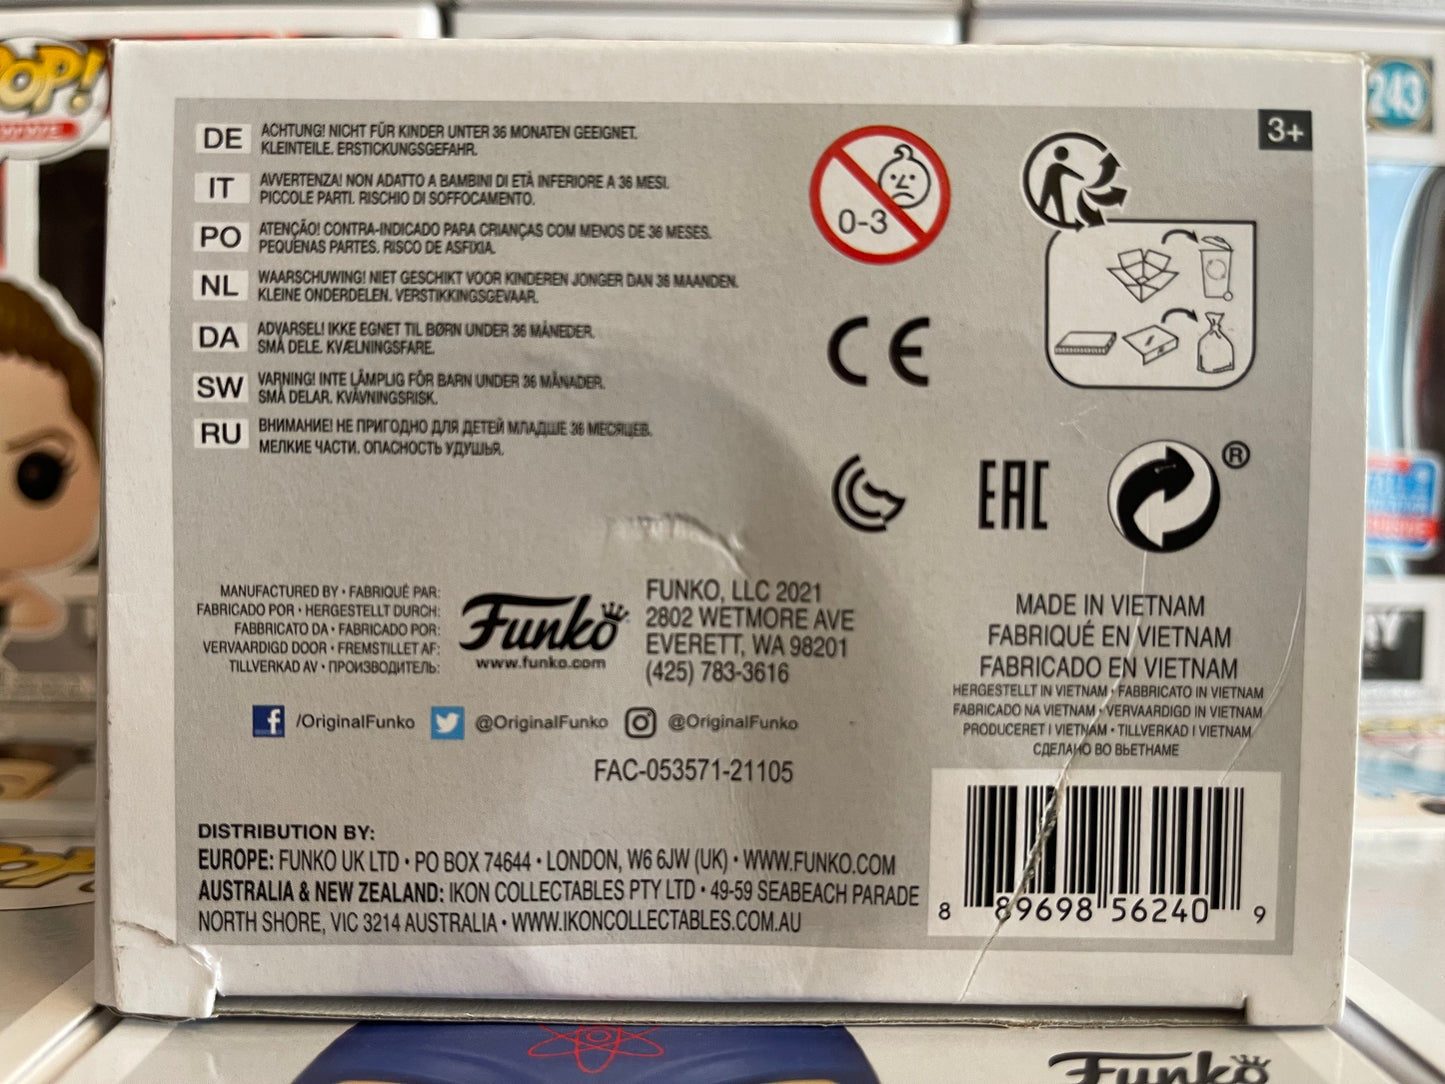 POP!
243
3+
DE
ACHTUNG! NICHT FÜR KINDER UNTER 36 MONATEN GEEIGNET.
KLEINTEILE. ERSTICKUNGSGEFAHR.
IT
AVVERTENZA! NON ADATTO A BAMBINI DI ETÀ INFERIORE A 36 MESI.
PICCOLE PARTI. RISCHIO DI SOFFOCAMENTO.
PO
ATENÇÃO! CONTRA-INDICADO PARA CRIANÇAS COM MENOS DE 36 MESES.
PEQUENAS PARTES. RISCO DE ASFIXIA.
NL
WAARSCHUWING! NIET GESCHIKT VOOR KINDEREN JONGER DAN 36 MAANDEN.
KLEINE ONDERDELEN. VERSTIKKINGSGEVAAR.
DA
ADVARSEL! IKKE EGNET TIL BØRN UNDER 36 MÅNEDER.
SMÅ DELE. KVÆLNINGSFARE.
SW
VARNING! INTE LÄMPLIG FÖR BARN UNDER 36 MÅNADER.
SMÅ DELAR. KVÄVNINGSRISK.
RU
ВНИМАНИЕ! НЕ ПРИГОДНО ДЛЯ ДЕТЕЙ МЛАДШЕ 36 МЕСЯЦЕВ.
МЕЛКИЕ ЧАСТИ. ОПАСНОСТЬ УДУШЬЯ.
0-3
CE
EAC
®
MANUFACTURED BY • FABRIQUÉ PAR:
FABRICADO POR • HERGESTELLT DURCH:
FABBRICATO DA • FABRICADO POR:
VERVAARDIGD DOOR • FREMSTILLET AF:
TILLVERKAD AV • ПРОИЗВОДИТЕЛЬ:
Funko
www.funko.com
FUNKO, LLC 2021
2802 WETMORE AVE
EVERETT, WA 98201
(425) 783-3616
MADE IN VIETNAM
FABRIQUÉ EN VIETNAM
FABRICADO EN VIETNAM
HERGESTELLT IN VIETNAM • FABBRICATO IN VIETNAM
FABRICADO NA VIETNAM • VERVAARDIGD IN VIETNAM
PRODUCERET I VIETNAM • TILLVERKAD I VIETNAM
СДЕЛАНО ВО ВЬЕТНАМЕ
/OriginalFunko @OriginalFunko @OriginalFunko
FAC-053571-21105
DISTRIBUTION BY:
EUROPE: FUNKO UK LTD • PO BOX 74644 • LONDON, W6 6JW (UK) • WWW.FUNKO.COM
AUSTRALIA & NEW ZEALAND: IKON COLLECTABLES PTY LTD • 49-59 SEABEACH PARADE
NORTH SHORE, VIC 3214 AUSTRALIA • WWW.IKONCOLLECTABLES.COM.AU
8 89698 56240 9
Funko